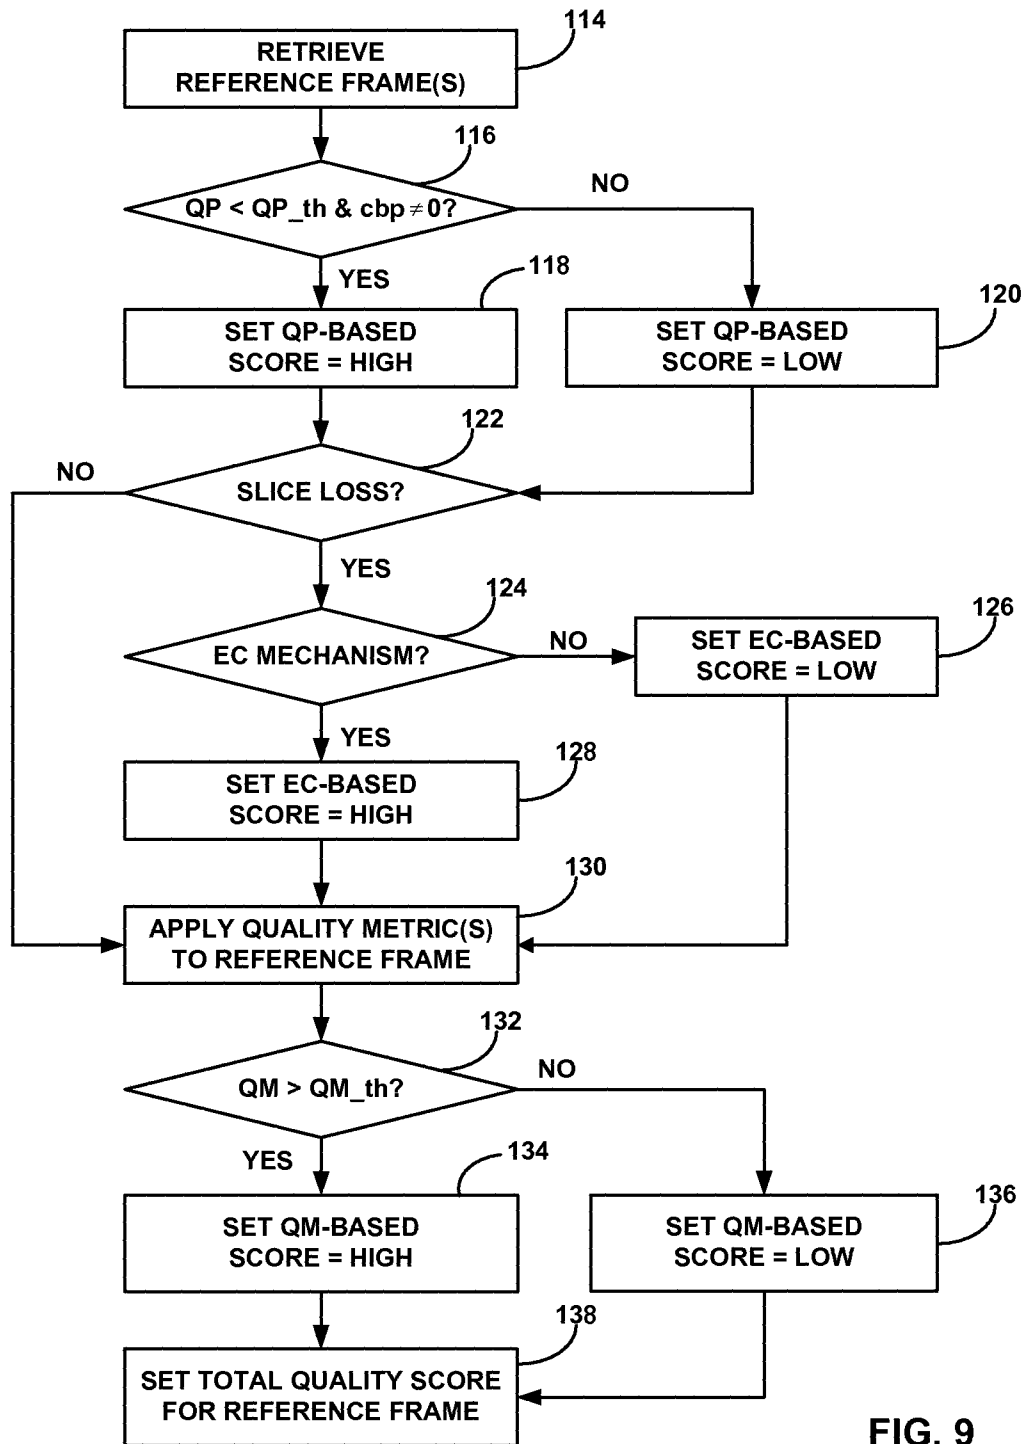 114
RETRIEVE
REFERENCE FRAME(S)
116
QP < QP_th & cbp ≠ 0?
NO
YES
118
SET QP-BASED
SCORE = HIGH
120
SET QP-BASED
SCORE = LOW
122
NO
SLICE LOSS?
YES
124
EC MECHANISM?
NO
126
SET EC-BASED
SCORE = LOW
YES
128
SET EC-BASED
SCORE = HIGH
130
APPLY QUALITY METRIC(S)
TO REFERENCE FRAME
132
QM > QM_th?
NO
YES
134
SET QM-BASED
SCORE = HIGH
136
SET QM-BASED
SCORE = LOW
138
SET TOTAL QUALITY SCORE
FOR REFERENCE FRAME
FIG. 9